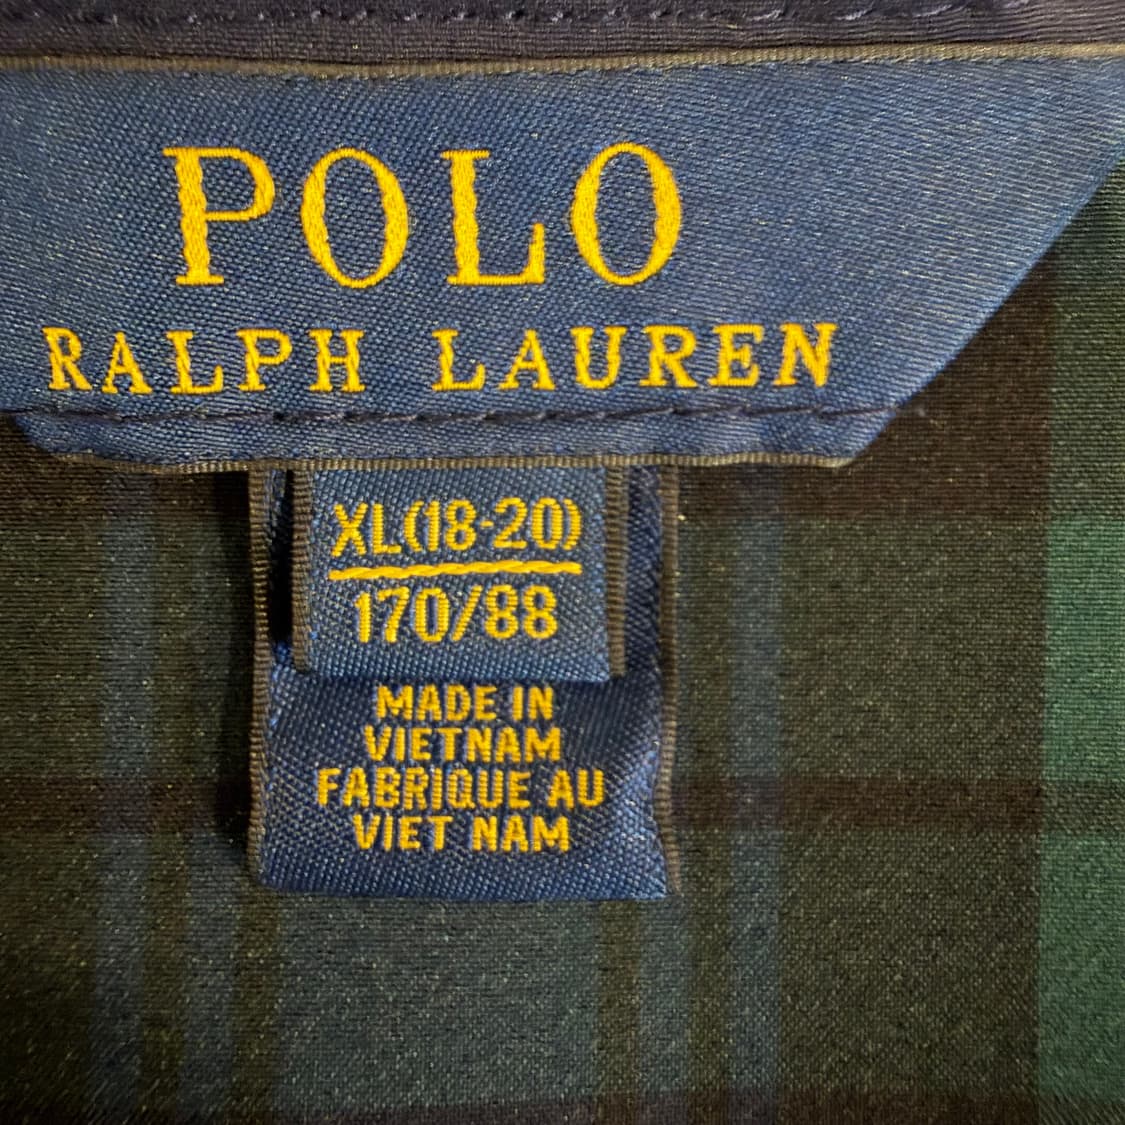 POLO
RALPH LAUREN
XL(18-20)
170/88
MADE IN
VIETNAM
FABRIQUE AU
VIET NAM